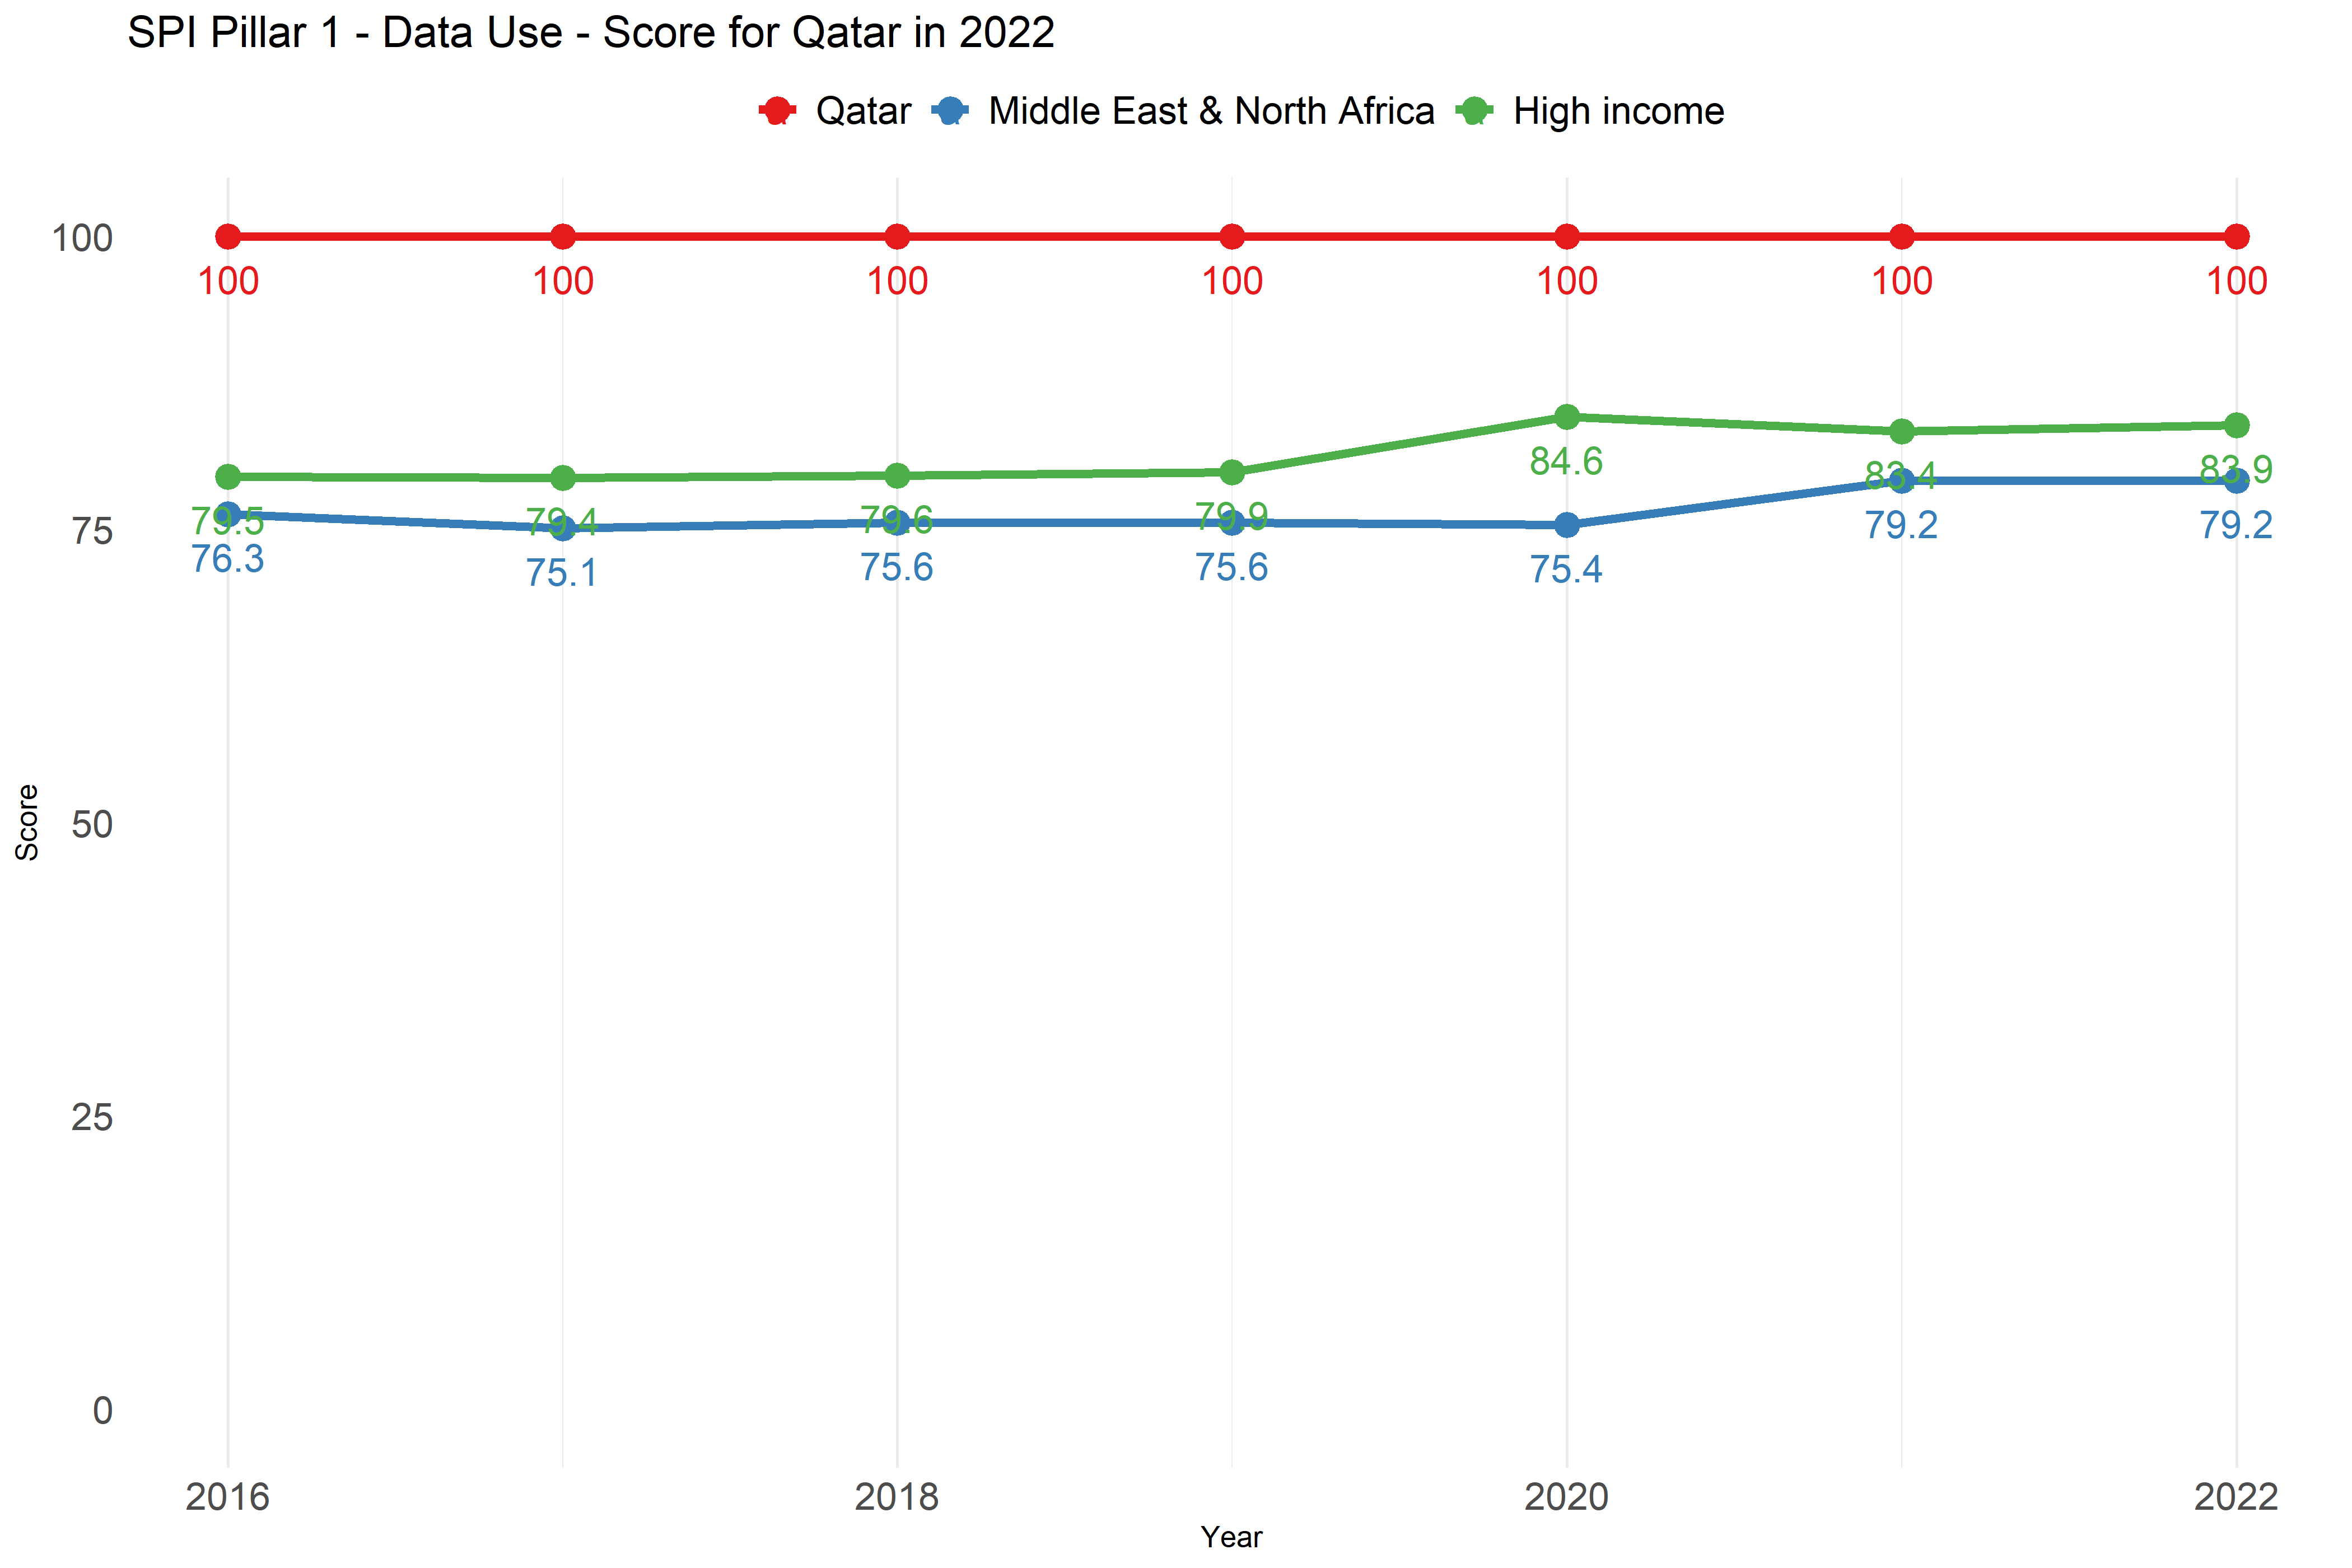 SPI Pillar 1 - Data Use - Score for Qatar in 2022
Qatar Middle East & North Africa High income
100
100 100 100 100 100 100 100
84.6 83.4 83.9
79.5 79.4 79.6 79.9
75
76.3 75.1 75.6 75.6 75.4 79.2 79.2
Score
50
25
0
2016 2018 2020 2022
Year